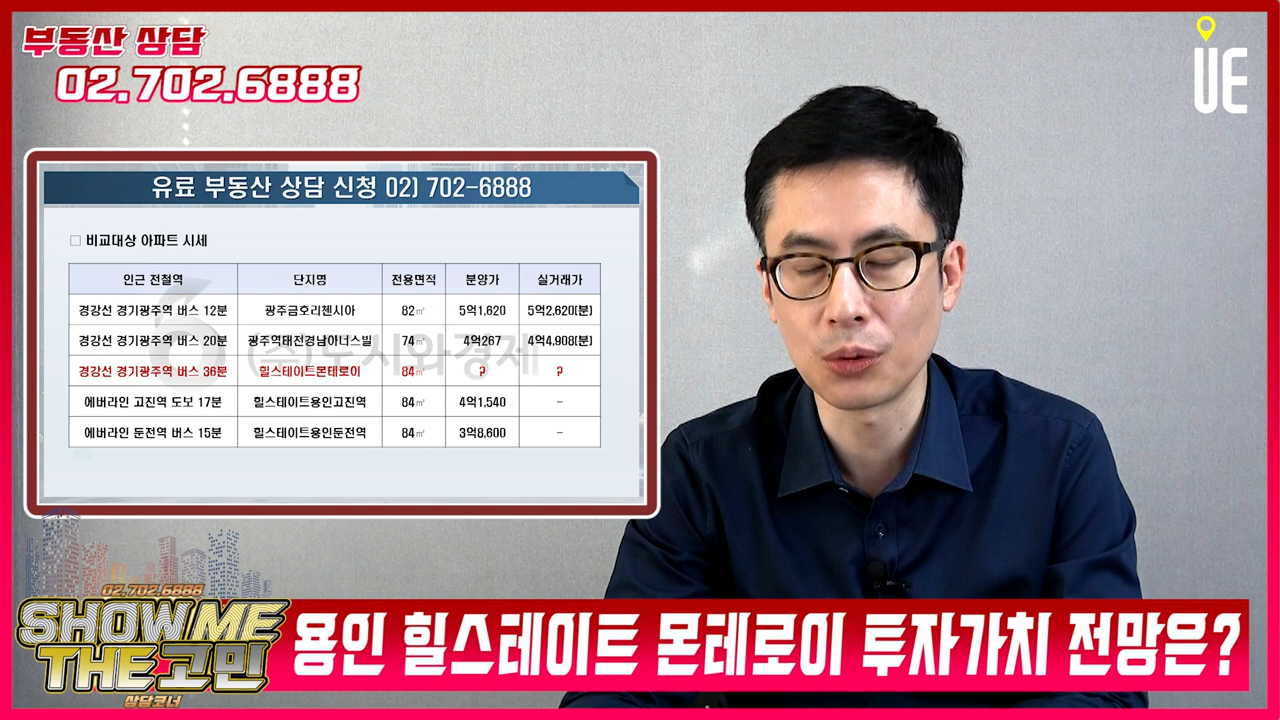 부동산 상담
02.702.6888
UE
유료 부동산 상담 신청 02) 702-6888
□ 비교대상 아파트 시세
인근 전철역 단지명 전용면적 분양가 실거래가
경강선 경기광주역 버스 12분 광주금호리첸시아 82㎡ 5억1,620 5억2,620(분)
경강선 경기광주역 버스 20분 광주역태전경남아너스빌 74㎡ 4억267 4억4,908(분)
경강선 경기광주역 버스 36분 힐스테이트몬테로이 84㎡ ? ?
에버라인 고진역 도보 17분 힐스테이트용인고진역 84㎡ 4억1,540 -
에버라인 둔전역 버스 15분 힐스테이트용인둔전역 84㎡ 3억8,600 -
(주)도시와경제
02.702.6888
SHOW ME
THE 고민
상담코너
용인 힐스테이트 몬테로이 투자가치 전망은?